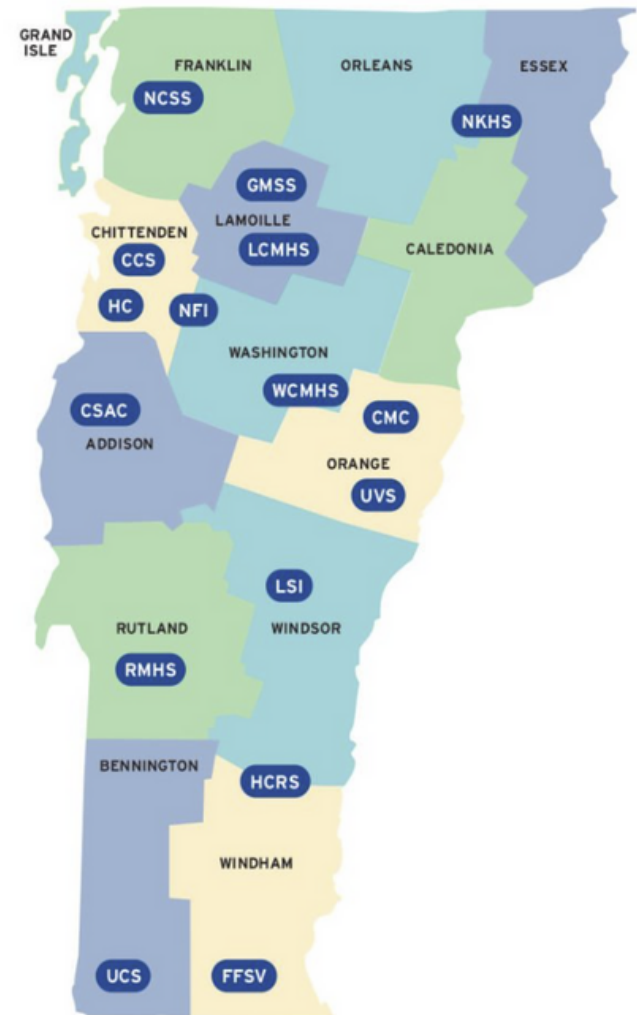 GRAND
ISLE
FRANKLIN
ORLEANS
ESSEX
NCSS
NKHS
GMSS
LAMOILLE
CHITTENDEN
LCMHS
CALEDONIA
CCS
HC
NFI
WASHINGTON
WCMHS
CSAC
CMC
ADDISON
ORANGE
UVS
LSI
RUTLAND
WINDSOR
RMHS
BENNINGTON
HCRS
WINDHAM
UCS
FFSV